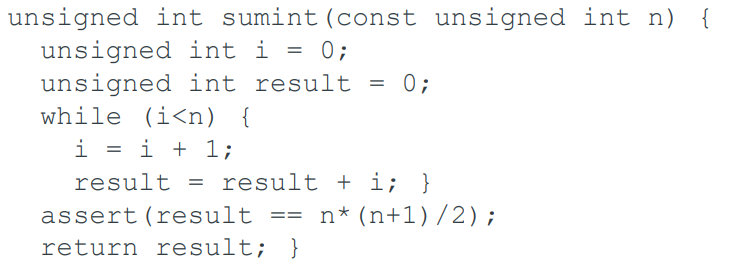 unsigned int sumint(const unsigned int n) {
  unsigned int i = 0;
  unsigned int result = 0;
  while (i<n) {
    i = i + 1;
    result = result + i; }
  assert(result == n*(n+1)/2);
  return result; }